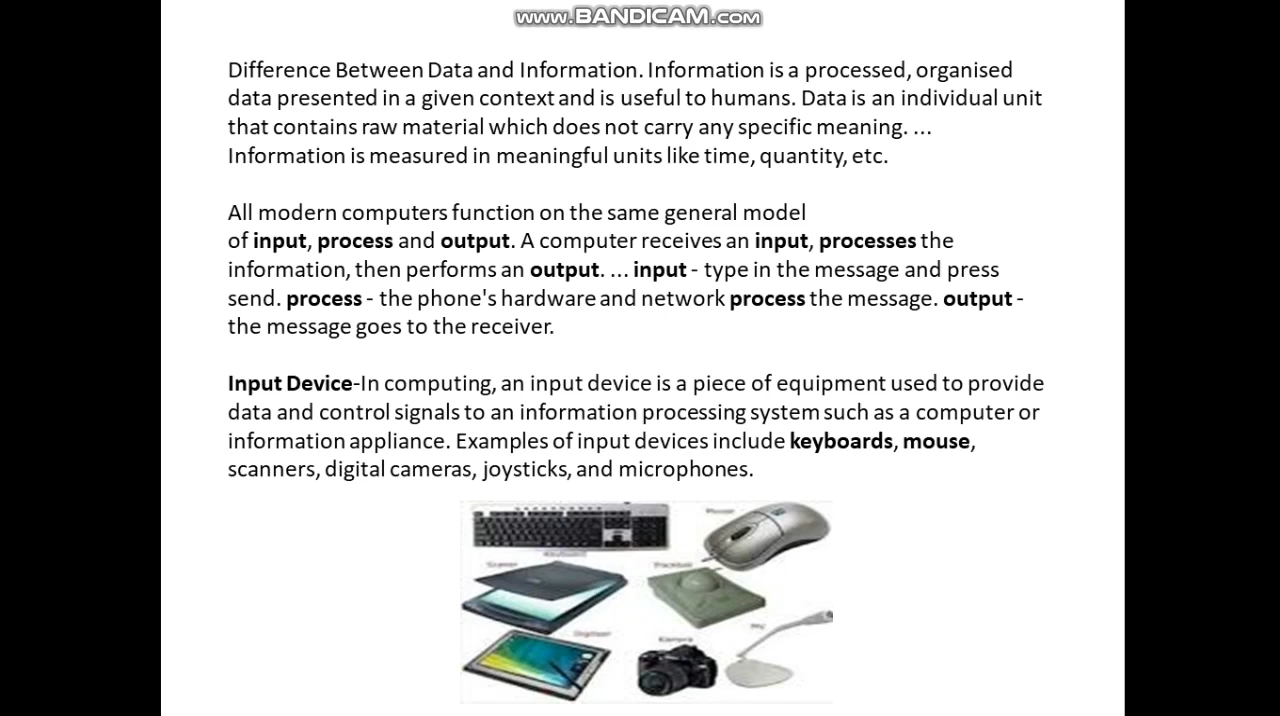 www.BANDICAM.com
Difference Between Data and Information. Information is a processed, organised
data presented in a given context and is useful to humans. Data is an individual unit
that contains raw material which does not carry any specific meaning. ...
Information is measured in meaningful units like time, quantity, etc.
All modern computers function on the same general model
of input, process and output. A computer receives an input, processes the
information, then performs an output. ... input - type in the message and press
send. process - the phone's hardware and network process the message. output -
the message goes to the receiver.
Input Device-In computing, an input device is a piece of equipment used to provide
data and control signals to an information processing system such as a computer or
information appliance. Examples of input devices include keyboards, mouse,
scanners, digital cameras, joysticks, and microphones.